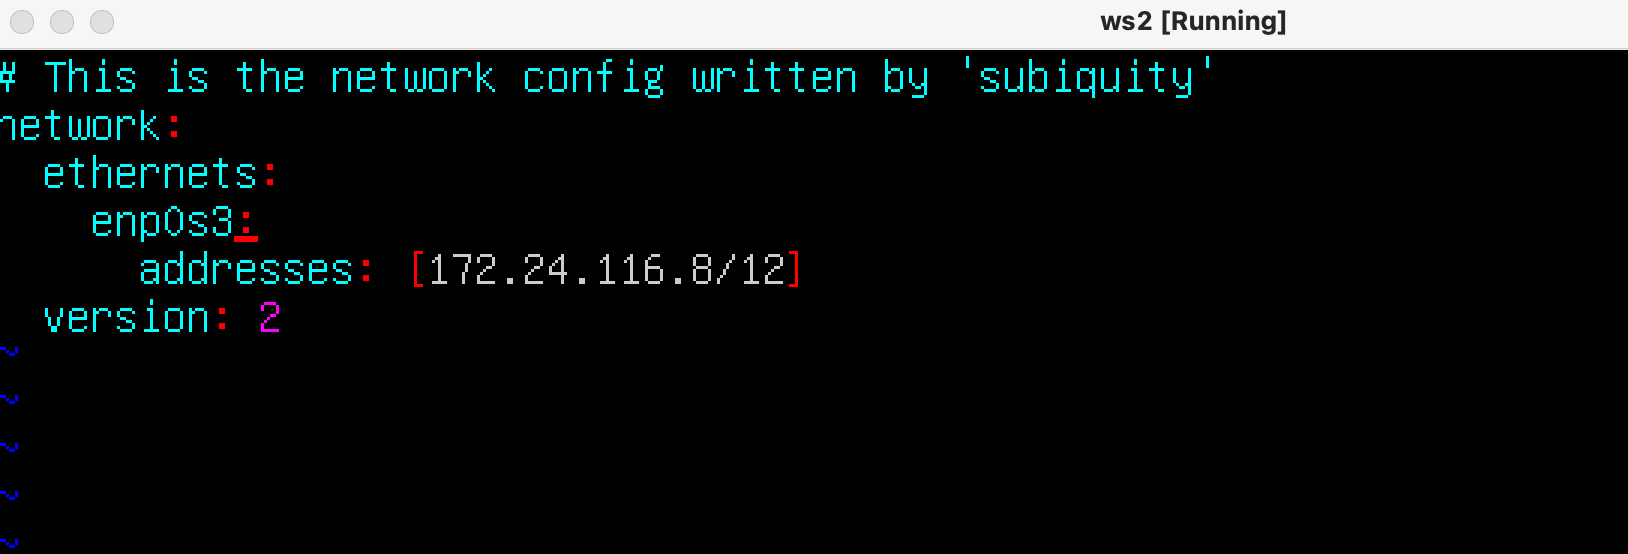 ws2 [Running]
# This is the network config written by 'subiquity'
network:
  ethernets:
    enp0s3:
      addresses: [172.24.116.8/12]
  version: 2
~
~
~
~
~